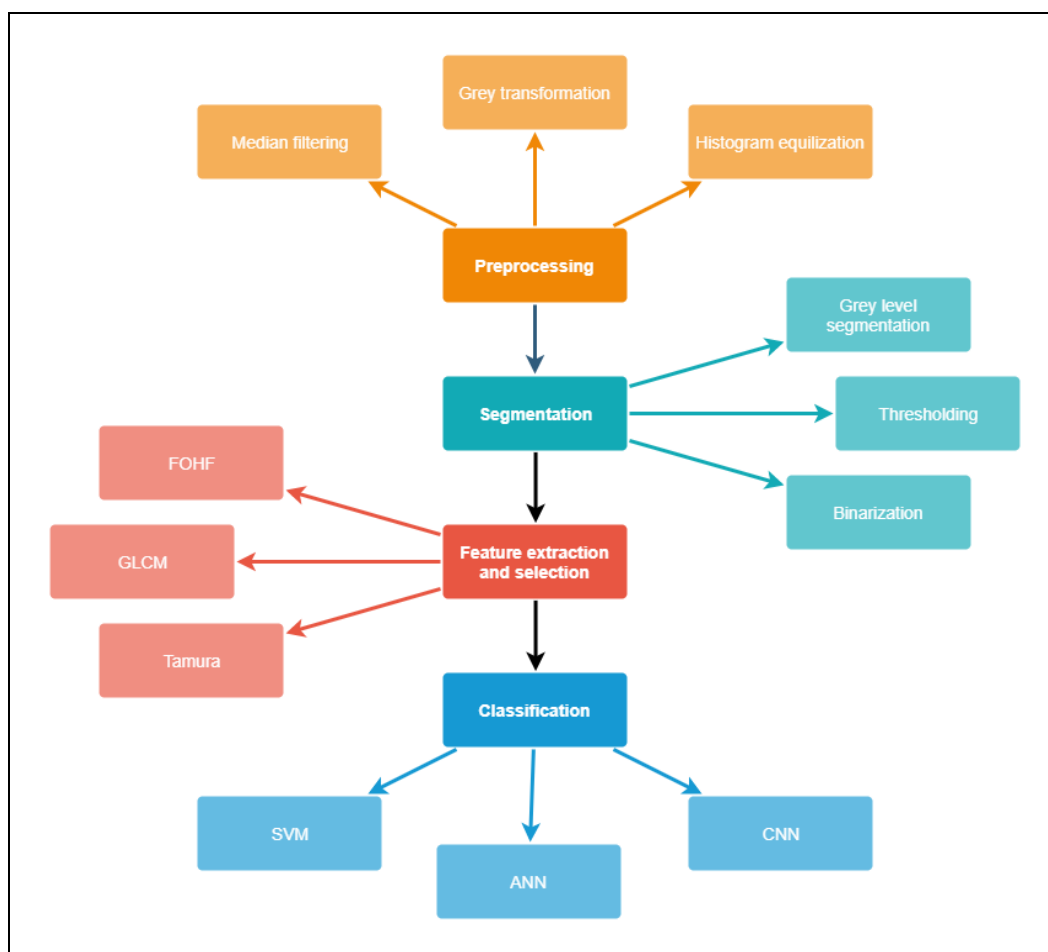 Grey transformation
Median filtering
Histogram equilization
Preprocessing
Grey level
segmentation
Segmentation
Thresholding
FOHF
Binarization
Feature extraction
and selection
GLCM
Tamura
Classification
SVM
CNN
ANN